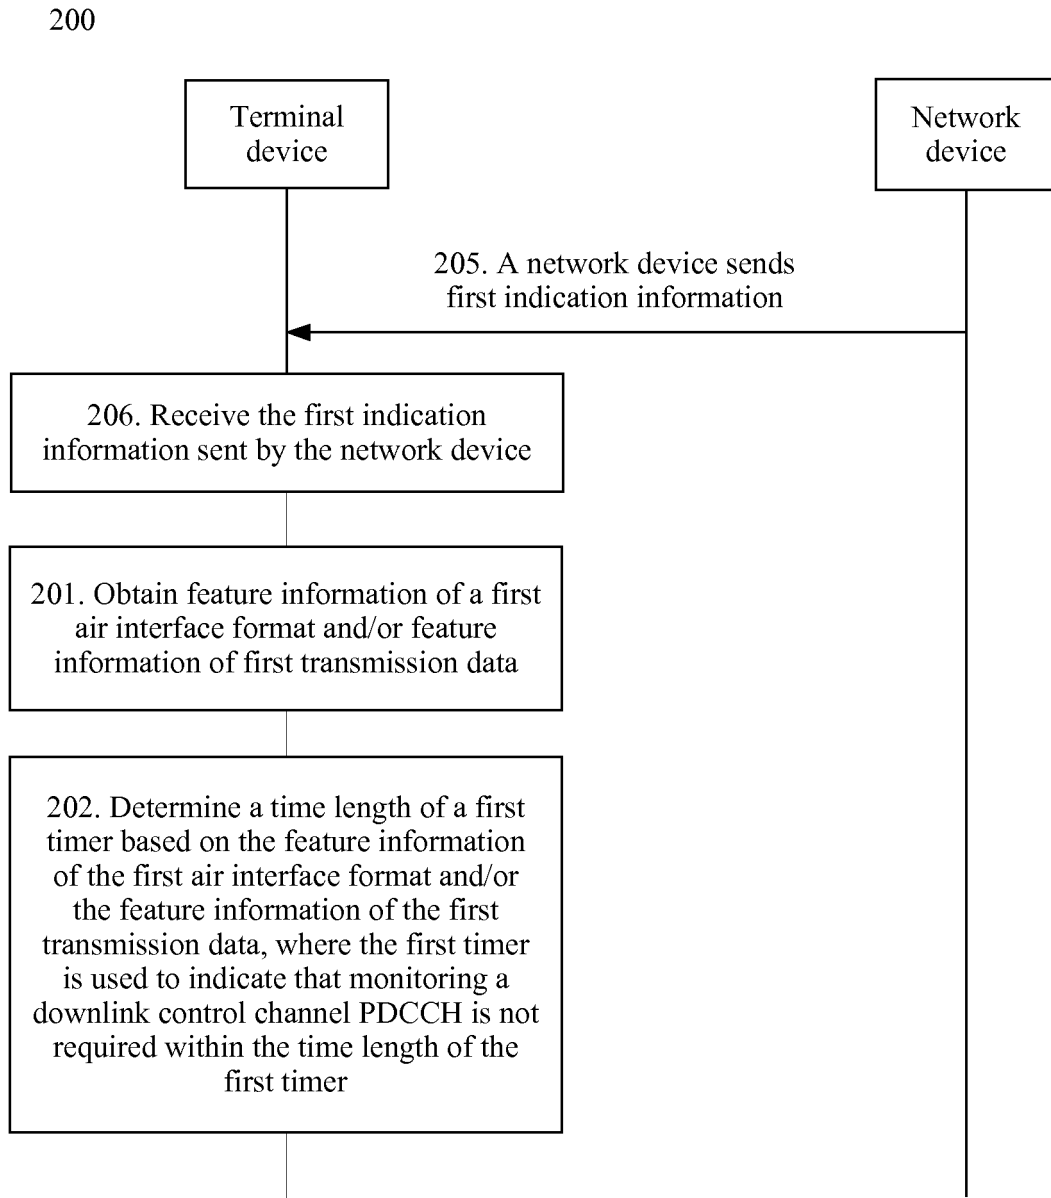 200
Terminal
device
Network
device
205. A network device sends
first indication information
206. Receive the first indication
information sent by the network device
201. Obtain feature information of a first
air interface format and/or feature
information of first transmission data
202. Determine a time length of a first
timer based on the feature information
of the first air interface format and/or
the feature information of the first
transmission data, where the first timer
is used to indicate that monitoring a
downlink control channel PDCCH is not
required within the time length of the
first timer